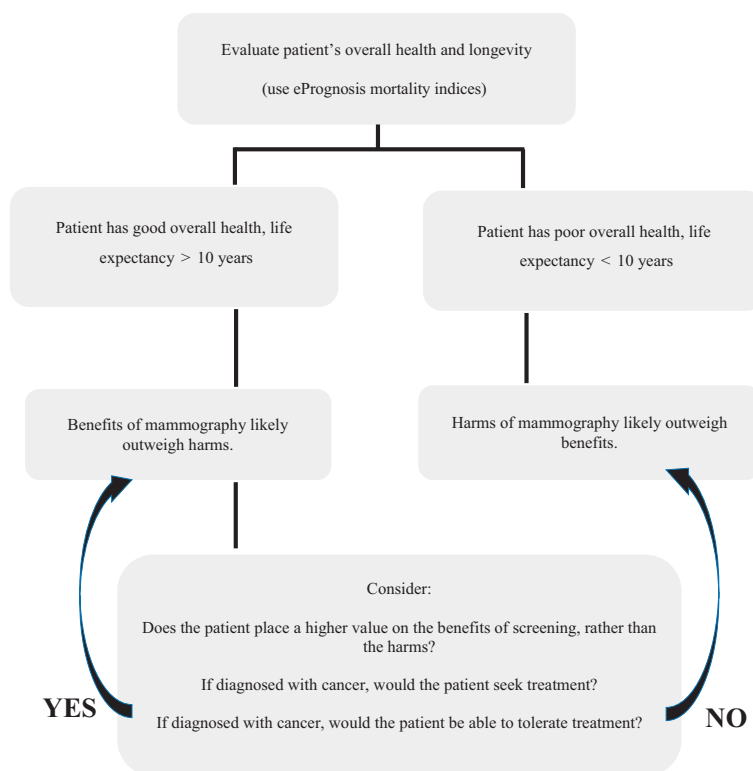 Evaluate patient's overall health and longevity
(use ePrognosis mortality indices)
Patient has good overall health, life
expectancy > 10 years
Patient has poor overall health, life
expectancy < 10 years
Benefits of mammography likely
outweigh harms.
Harms of mammography likely outweigh
benefits.
Consider:
Does the patient place a higher value on the benefits of screening, rather than
the harms?
If diagnosed with cancer, would the patient seek treatment?
If diagnosed with cancer, would the patient be able to tolerate treatment?
YES
NO